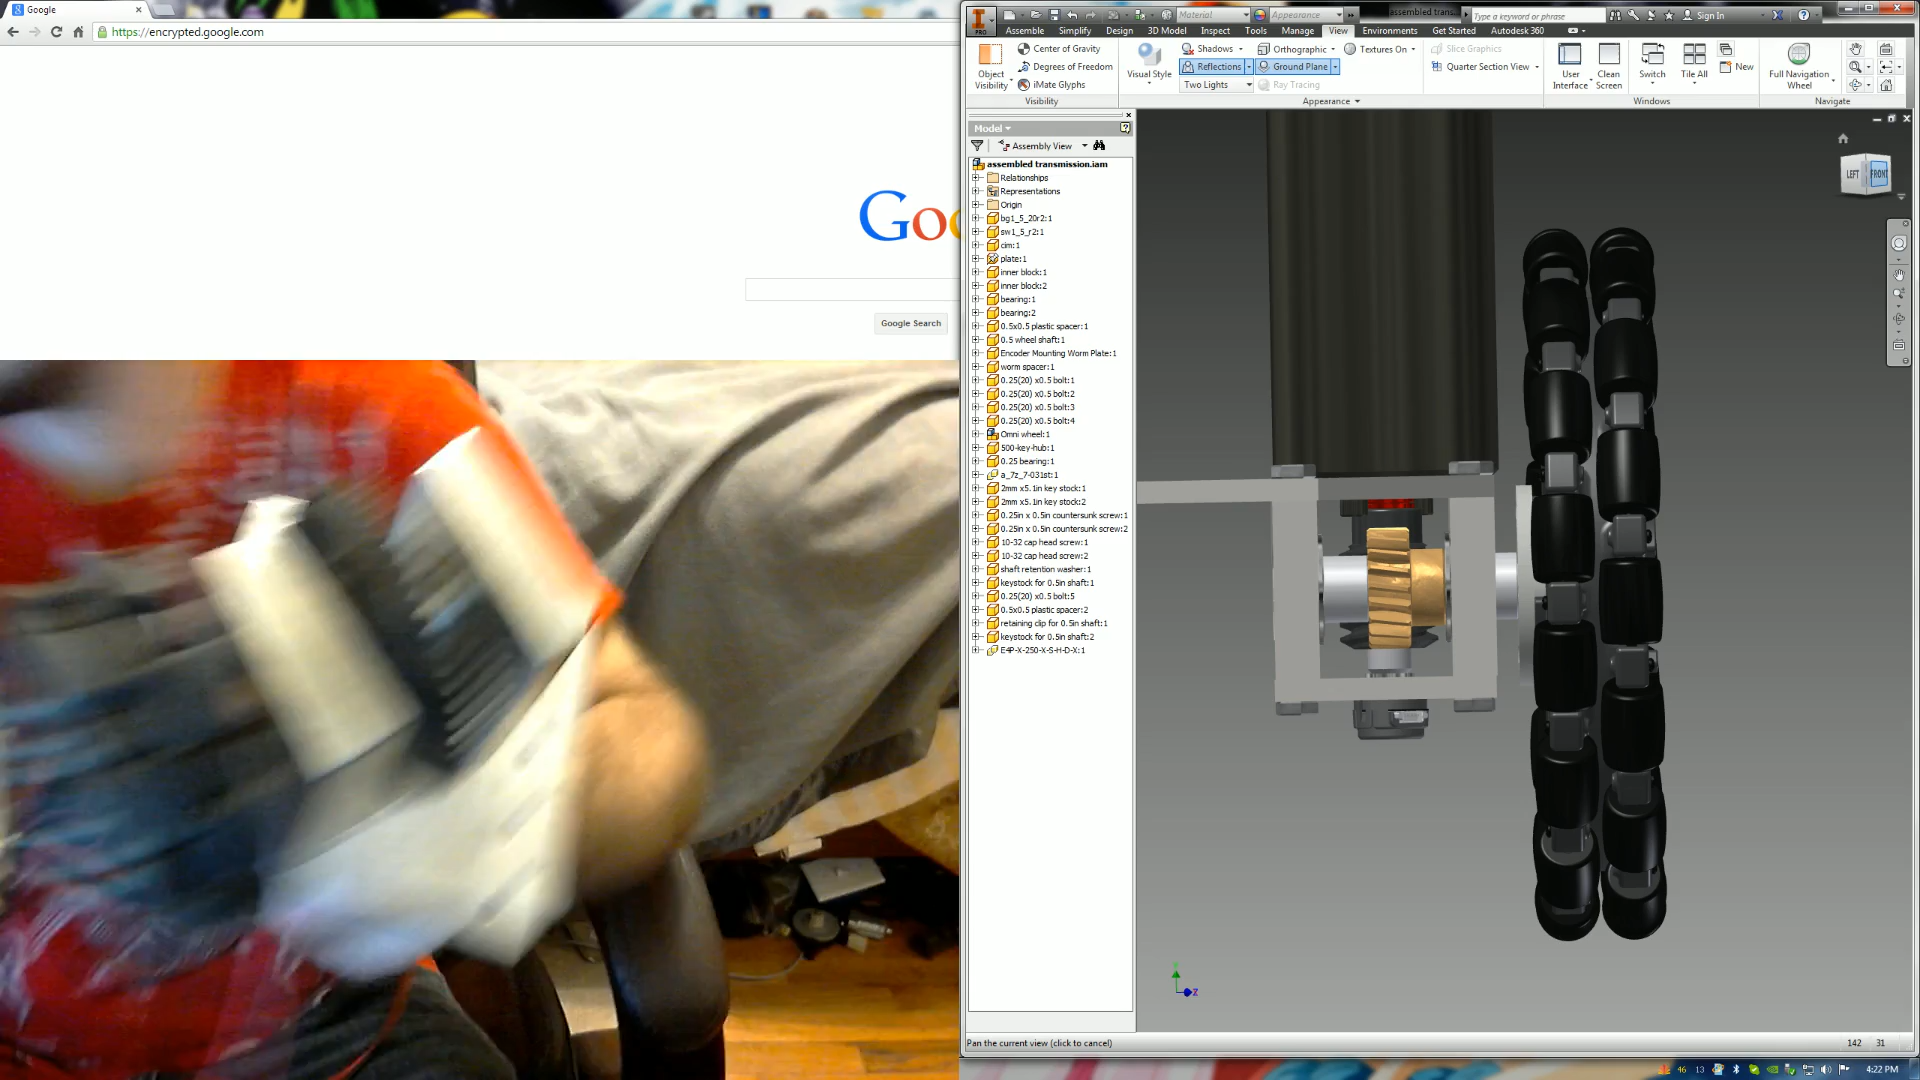 Google
https://encrypted.google.com
Goo
Google Search
PRO
Material
Appearance
assembled trans...
Type a keyword or phrase
Sign In
Assemble Simplify Design 3D Model Inspect Tools Manage View Environments Get Started Autodesk 360
Object Visibility
Center of Gravity
Degrees of Freedom
iMate Glyphs
Visibility
Visual Style
Shadows
Reflections
Two Lights
Orthographic
Ground Plane
Ray Tracing
Textures On
Appearance
Slice Graphics
Quarter Section View
User Interface
Clean Screen
Switch
Tile All
New
Windows
Full Navigation Wheel
Navigate
Model
Assembly View
assembled transmission.iam
Relationships
Representations
Origin
bg1_5_20r2:1
sw1_5_r2:1
cim:1
plate:1
inner block:1
inner block:2
bearing:1
bearing:2
0.5x0.5 plastic spacer:1
0.5 wheel shaft:1
Encoder Mounting Worm Plate:1
worm spacer:1
0.25(20) x0.5 bolt:1
0.25(20) x0.5 bolt:2
0.25(20) x0.5 bolt:3
0.25(20) x0.5 bolt:4
Omni wheel:1
500-key-hub:1
0.25 bearing:1
a_7z_7-031st:1
2mm x5.1in key stock:1
2mm x5.1in key stock:2
0.25in x 0.5in countersunk screw:1
0.25in x 0.5in countersunk screw:2
10-32 cap head screw:1
10-32 cap head screw:2
shaft retention washer:1
keystock for 0.5in shaft:1
0.25(20) x0.5 bolt:5
0.5x0.5 plastic spacer:2
retaining clip for 0.5in shaft:1
keystock for 0.5in shaft:2
E4P-X-250-X-S-H-D-X:1
LEFT FRONT
Z
Pan the current view (click to cancel)
142 31
46 13
4:22 PM